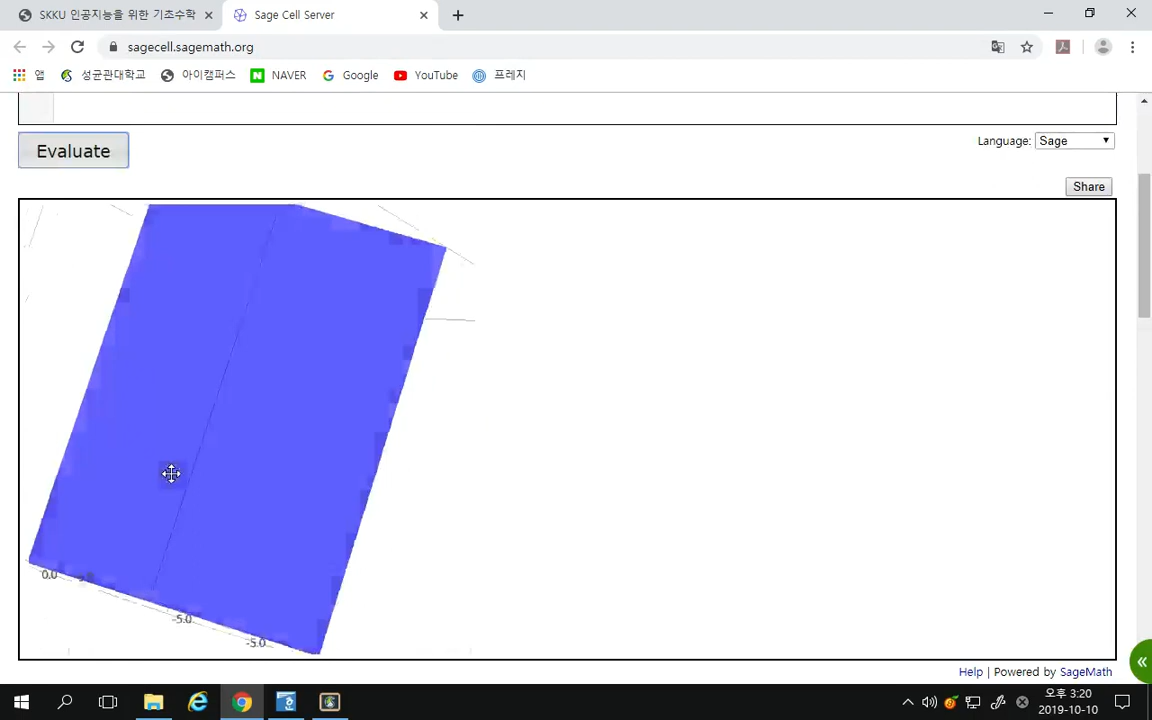 SKKU 인공지능을 위한 기초수학
Sage Cell Server
sagecell.sagemath.org
앱 성균관대학교 아이캠퍼스 NAVER Google YouTube 프레지
Evaluate
Language: Sage
Share
0.0
-5.0
-5.0
Help | Powered by SageMath
오후 3:20
2019-10-10